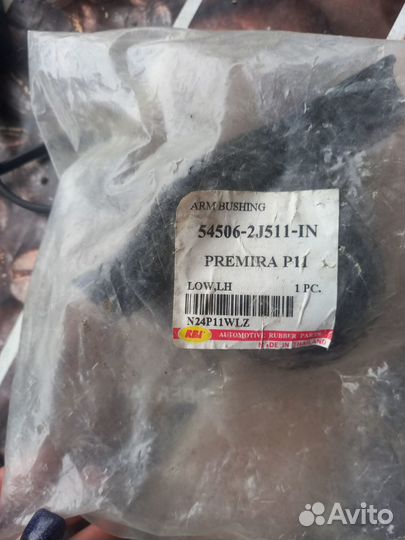 ARM BUSHING
54506-2J511-IN
PREMIRA P11
LOW,LH 1 PC.
N24P11WLZ
RBI AUTOMOTIVE RUBBER PARTS
MADE IN THAILAND
Avito